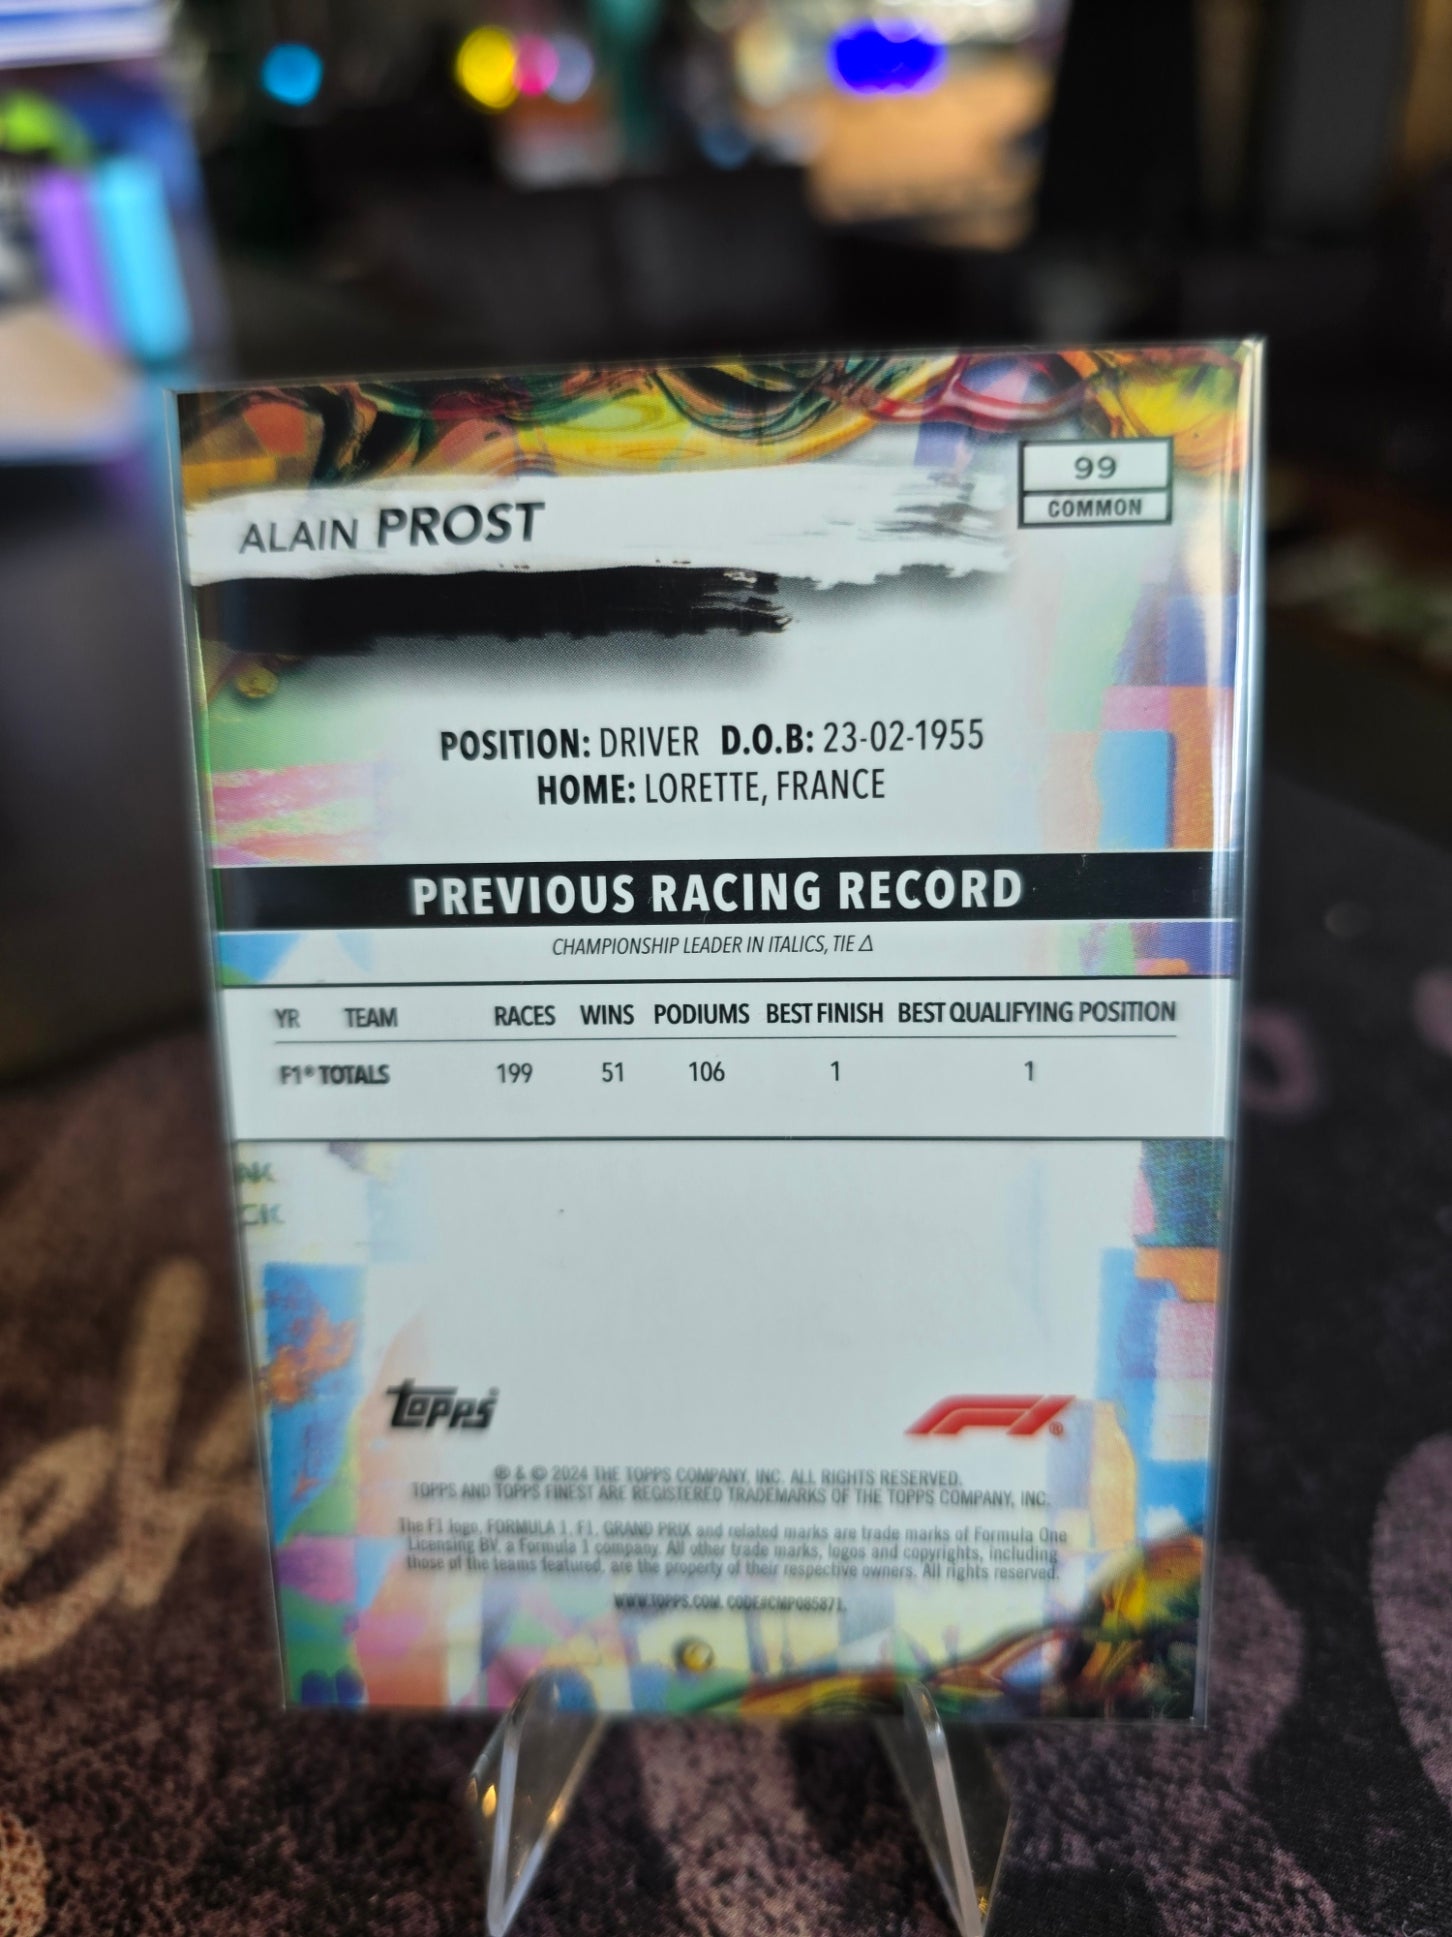 99
COMMON
ALAIN PROST
POSITION: DRIVER D.O.B: 23-02-1955
HOME: LORETTE, FRANCE
PREVIOUS RACING RECORD
CHAMPIONSHIP LEADER IN ITALICS, TIE Δ
YR TEAM RACES WINS PODIUMS BEST FINISH BEST QUALIFYING POSITION
F1® TOTALS 199 51 106 1 1
TOPPS® F1®
® & © 2024 THE TOPPS COMPANY, INC. ALL RIGHTS RESERVED.
TOPPS AND TOPPS FINEST ARE REGISTERED TRADEMARKS OF THE TOPPS COMPANY, INC.
The F1 logo, FORMULA 1, F1, GRAND PRIX and related marks are trade marks of Formula One
Licensing BV, a Formula 1 company. All other trade marks, logos and copyrights, including
those of the teams featured, are the property of their respective owners. All rights reserved.
WWW.TOPPS.COM. CODE#CMP085871.